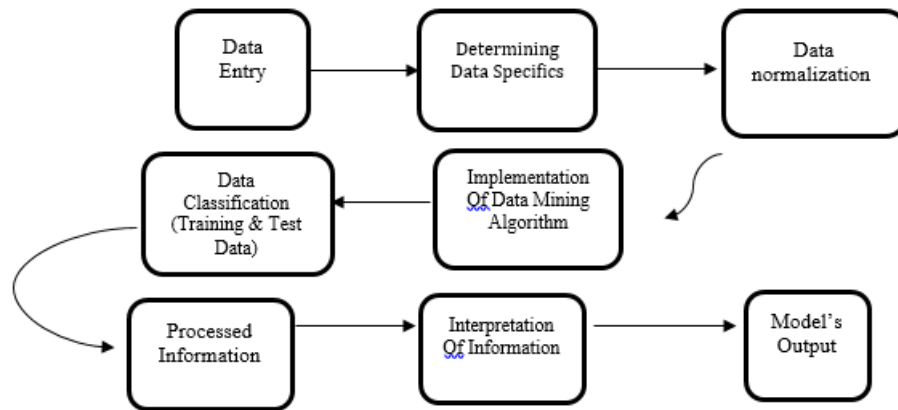 Data
Entry
Determining
Data Specifics
Data
normalization
Implementation
Of Data Mining
Algorithm
Data
Classification
(Training & Test
Data)
Processed
Information
Interpretation
Of Information
Model's
Output